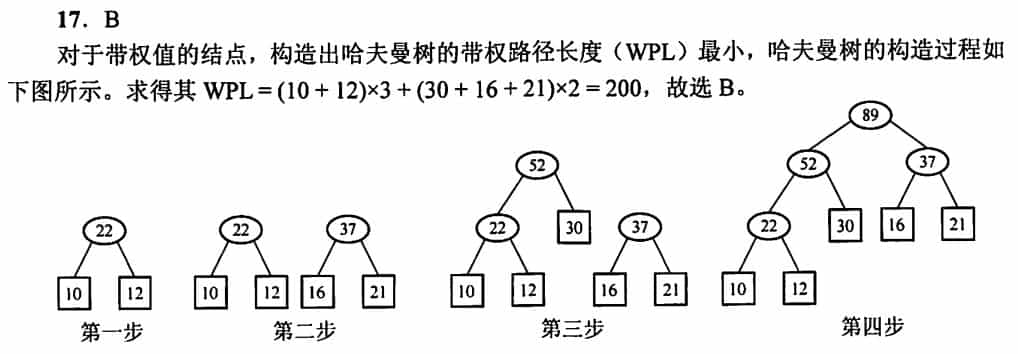 17. B
对于带权值的结点，构造出哈夫曼树的带权路径长度（WPL）最小，哈夫曼树的构造过程如
下图所示。求得其 WPL = (10 + 12)×3 + (30 + 16 + 21)×2 = 200，故选 B。
22
10 12
第一步
22 37
10 12 16 21
第二步
52
22 30 37
10 12 16 21
第三步
89
52 37
22 30 16 21
10 12
第四步